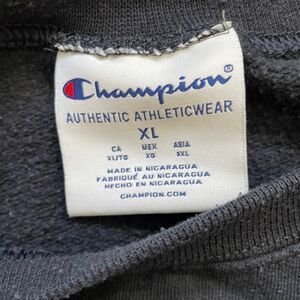 Champion®
AUTHENTIC ATHLETICWEAR
XL
CA MEX ASIA
XL/TG XG 3XL
MADE IN NICARAGUA
FABRIQUÉ AU NICARAGUA
HECHO EN NICARAGUA
CHAMPION.COM